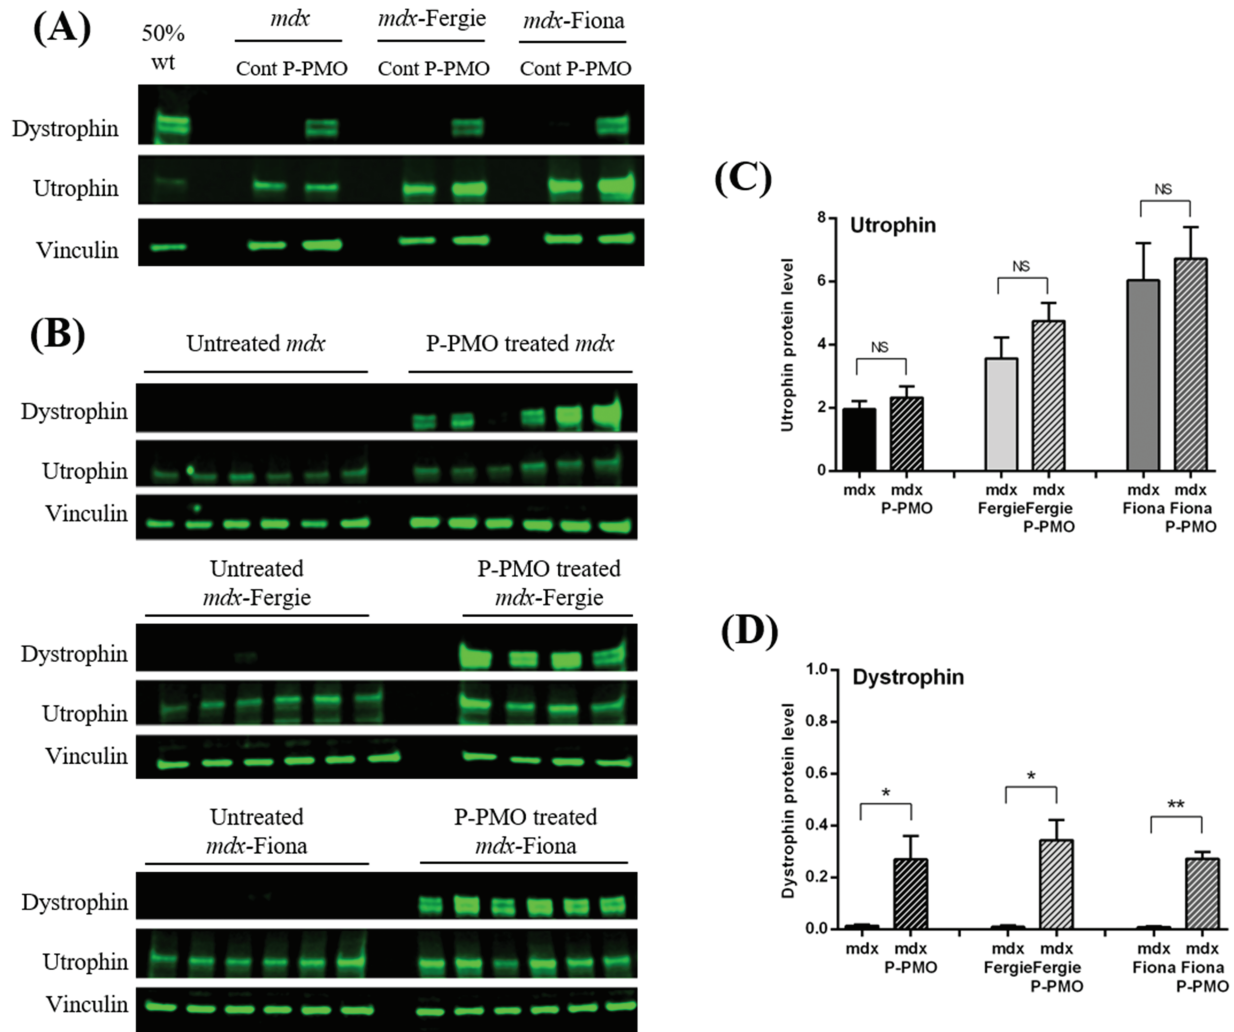 (A)
50%
wt
mdx
mdx-Fergie
mdx-Fiona
Cont P-PMO
Cont P-PMO
Cont P-PMO
Dystrophin
Utrophin
Vinculin
(B)
Untreated mdx
P-PMO treated mdx
Dystrophin
Utrophin
Vinculin
Untreated
mdx-Fergie
P-PMO treated
mdx-Fergie
Dystrophin
Utrophin
Vinculin
Untreated
mdx-Fiona
P-PMO treated
mdx-Fiona
Dystrophin
Utrophin
Vinculin
(C)
Utrophin
Utrophin protein level
8
6
4
2
0
NS
NS
NS
mdx
mdx
P-PMO
mdx
Fergie
mdx
Fergie
P-PMO
mdx
Fiona
mdx
Fiona
P-PMO
(D)
Dystrophin
Dystrophin protein level
1.0
0.8
0.6
0.4
0.2
0.0
*
*
**
mdx
mdx
P-PMO
mdx
Fergie
mdx
Fergie
P-PMO
mdx
Fiona
mdx
Fiona
P-PMO